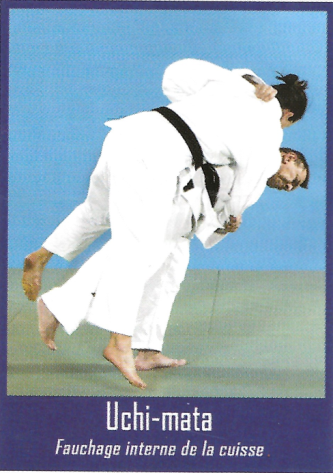 Uchi-mata
Fauchage interne de la cuisse